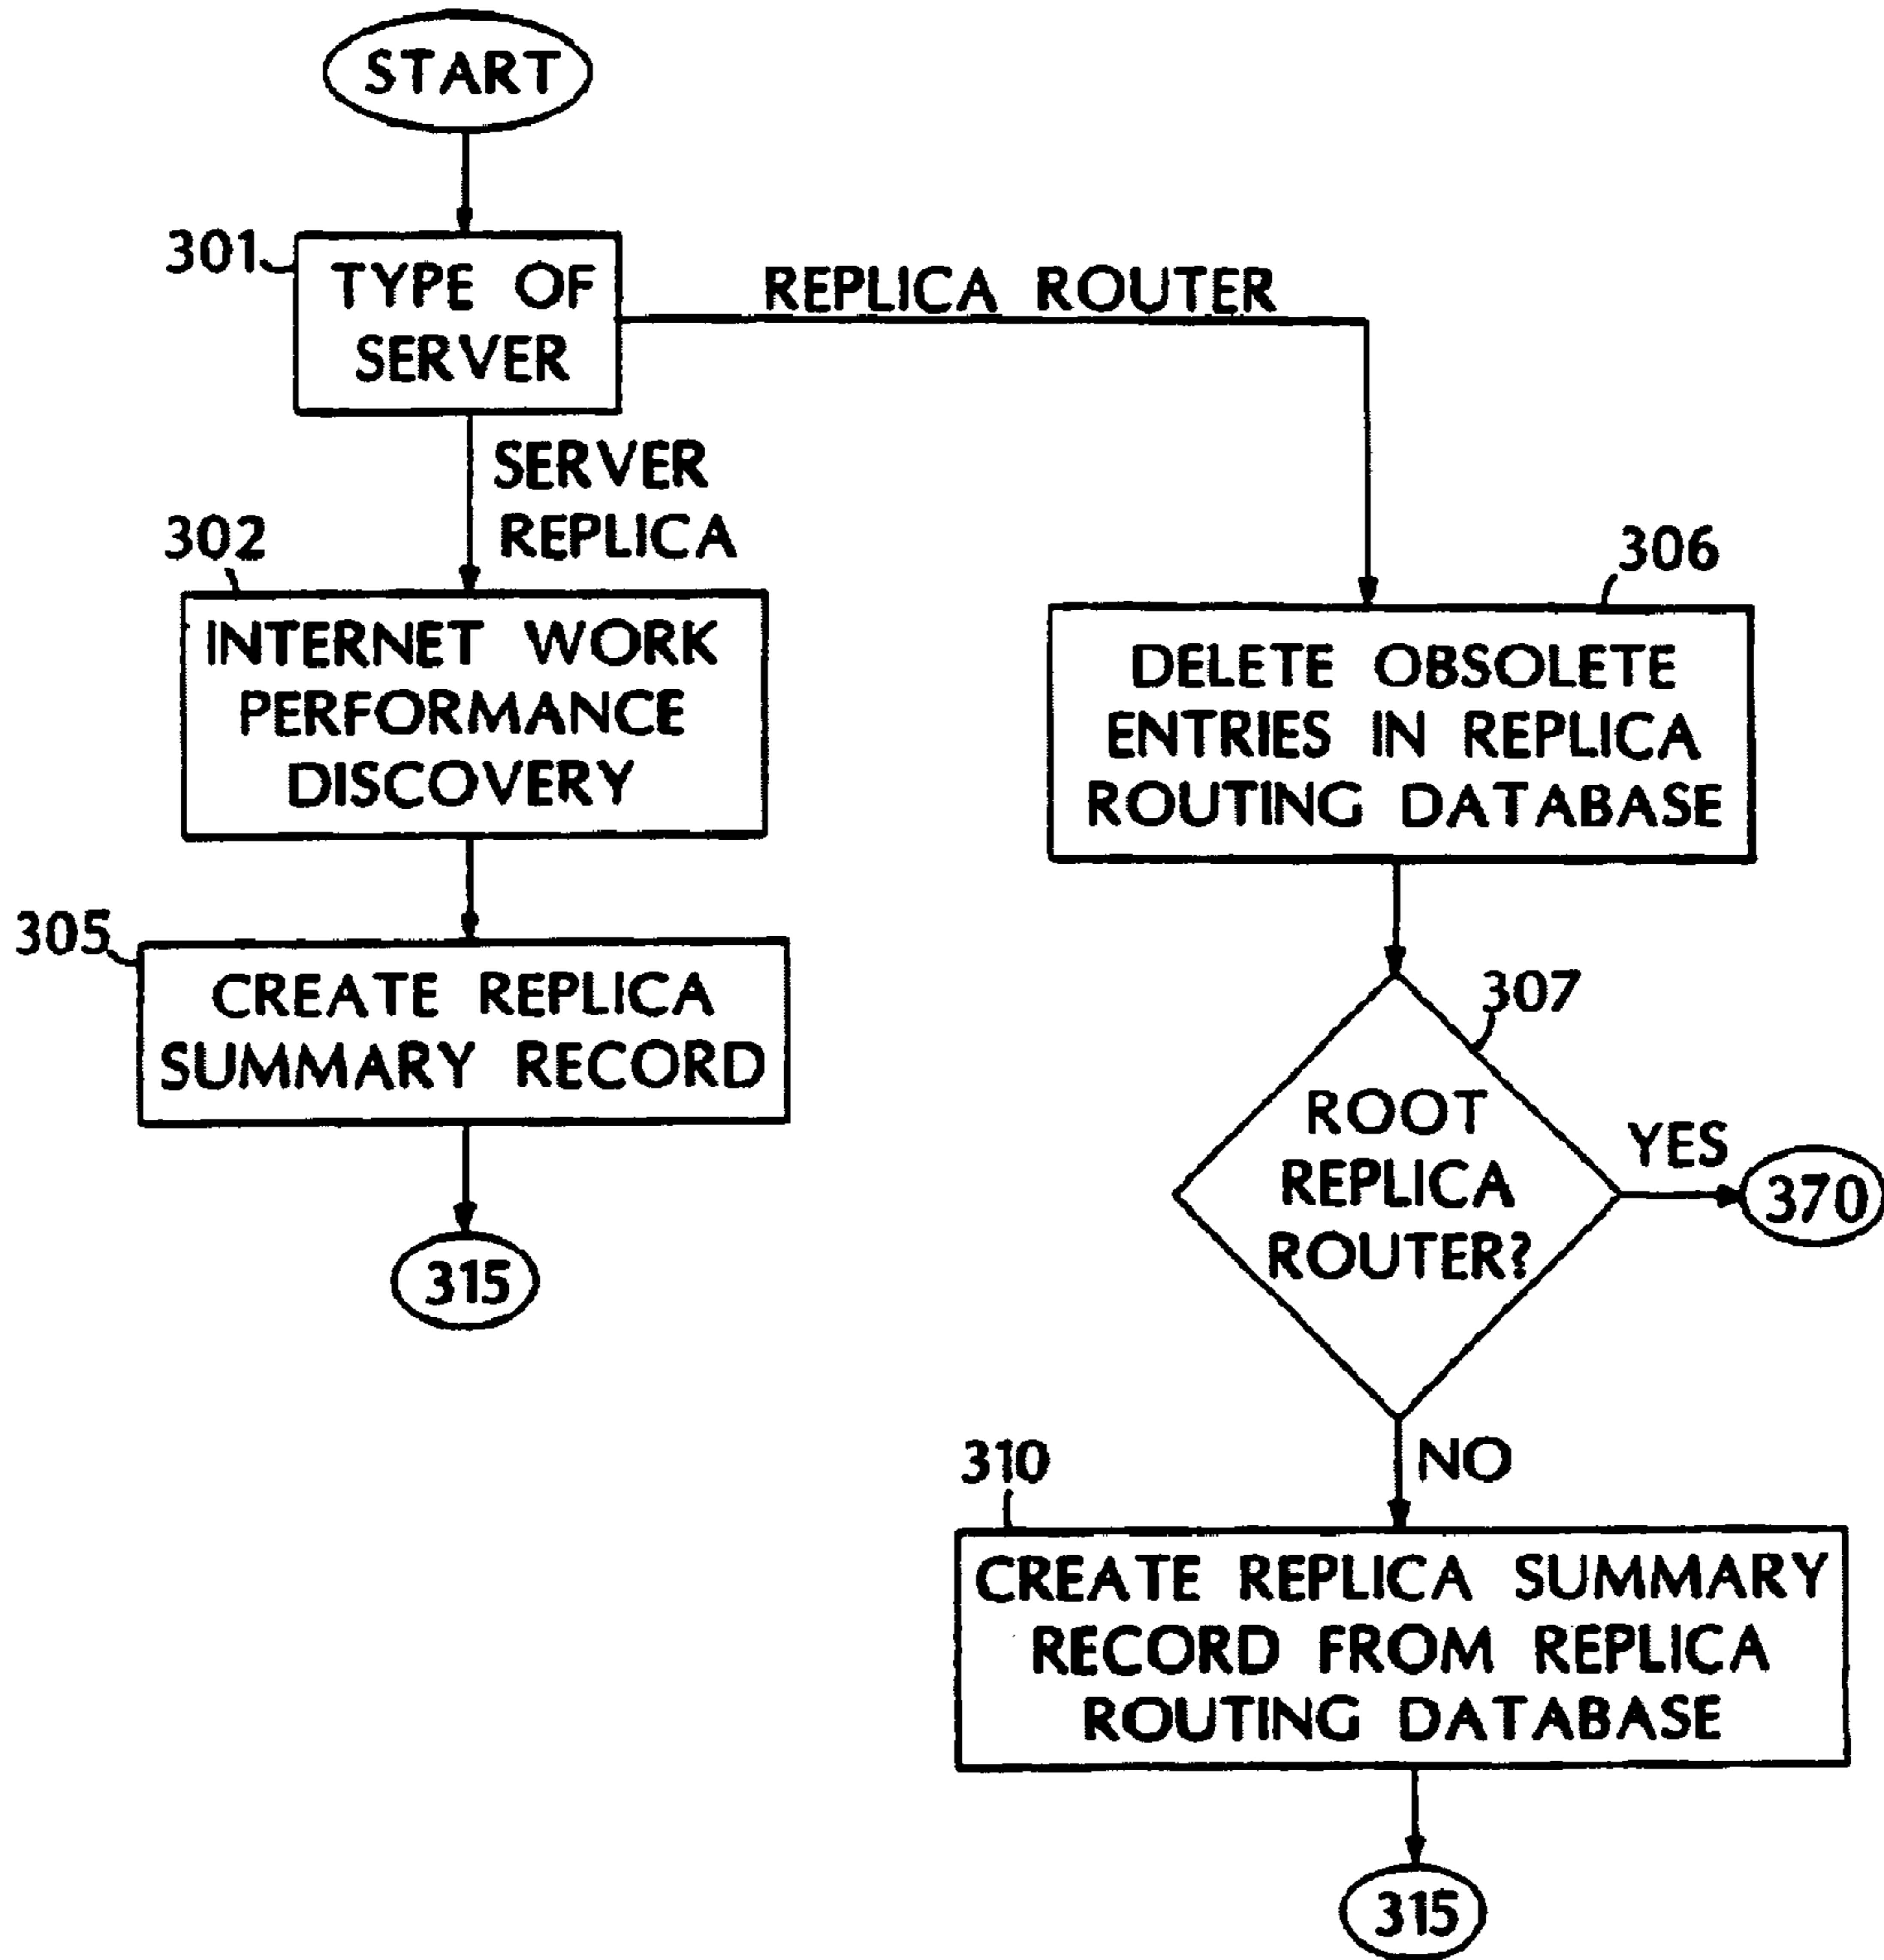 START
301
TYPE OF
SERVER
REPLICA ROUTER
SERVER
REPLICA
302
INTERNET WORK
PERFORMANCE
DISCOVERY
305
CREATE REPLICA
SUMMARY RECORD
315
306
DELETE OBSOLETE
ENTRIES IN REPLICA
ROUTING DATABASE
307
ROOT
REPLICA
ROUTER?
YES
370
NO
310
CREATE REPLICA SUMMARY
RECORD FROM REPLICA
ROUTING DATABASE
315